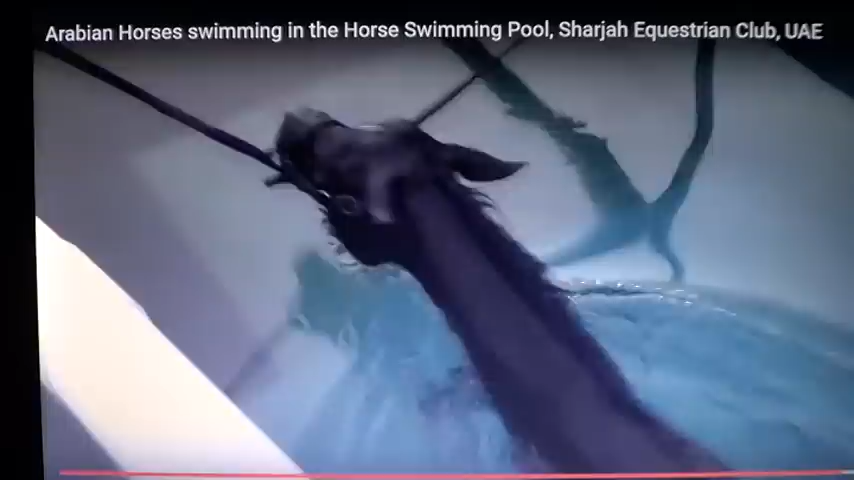 Arabian Horses swimming in the Horse Swimming Pool, Sharjah Equestrian Club, UAE